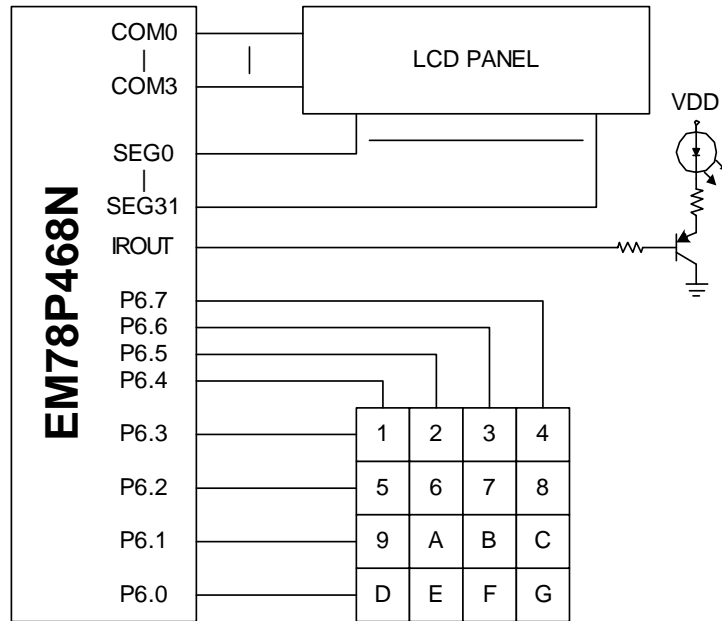 EM78P468N
COM0
COM3
SEG0
SEG31
IROUT
P6.7
P6.6
P6.5
P6.4
P6.3
P6.2
P6.1
P6.0
LCD PANEL
VDD
1 2 3 4
5 6 7 8
9 A B C
D E F G